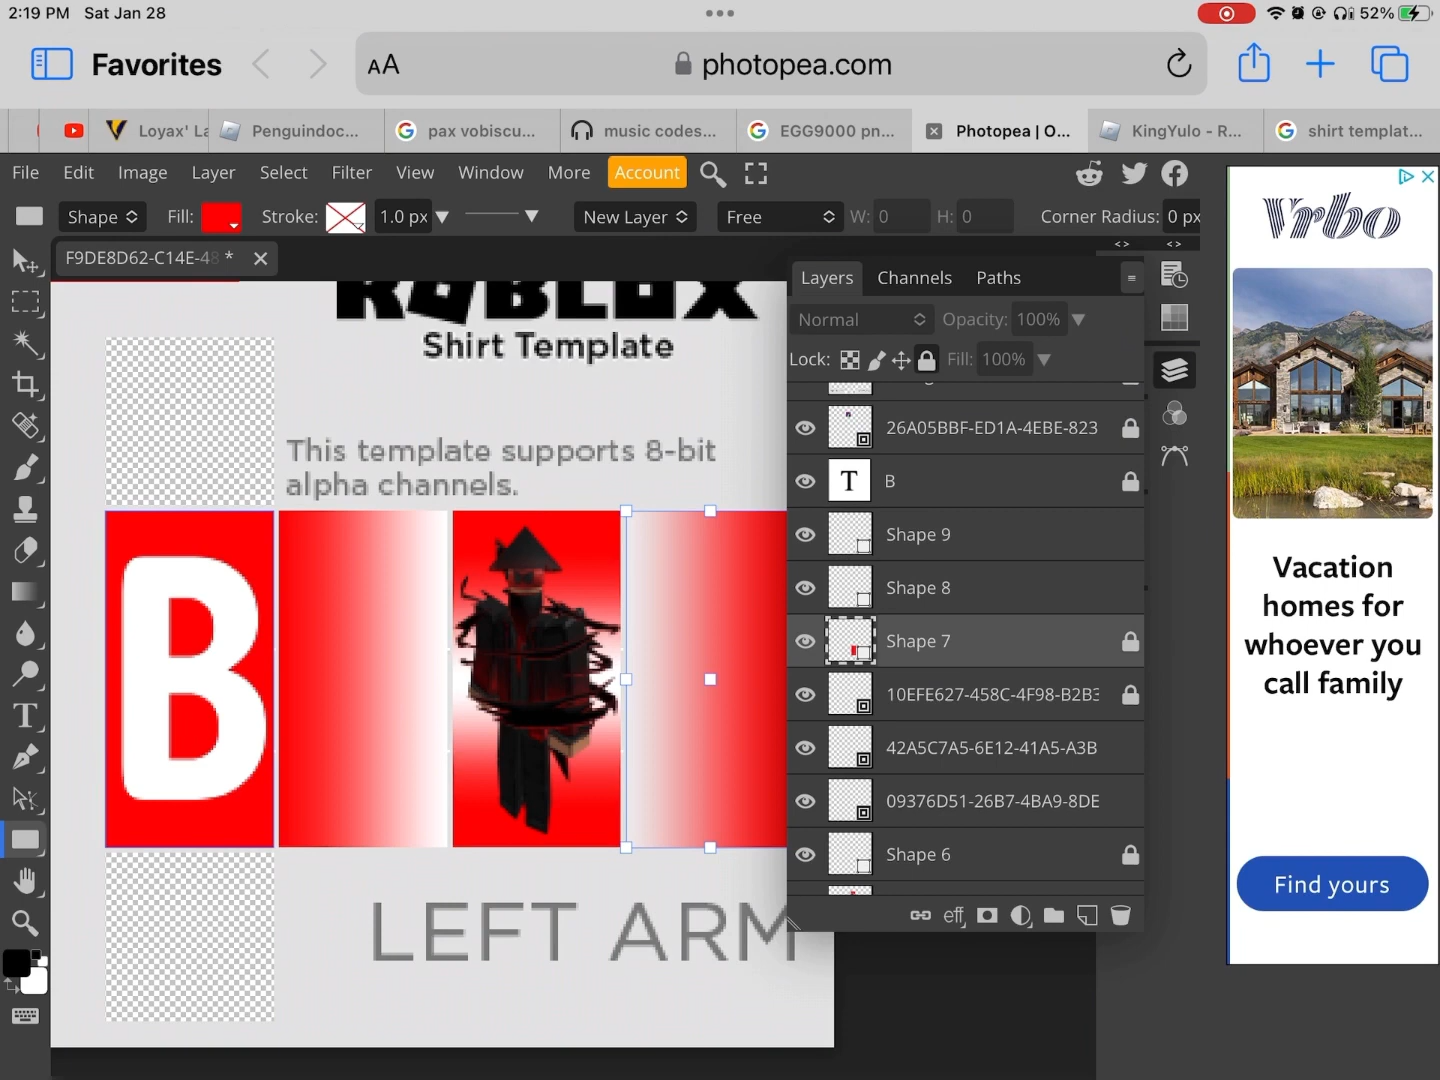 2:19 PM Sat Jan 28
52%
Favorites
AA
photopea.com
Loyax' La
Penguindoc...
pax vobiscu...
music codes...
EGG9000 pn...
Photopea | O...
KingYulo - R...
shirt templat...
File Edit Image Layer Select Filter View Window More Account
Shape Fill: Stroke: 1.0 px New Layer Free W: 0 H: 0 Corner Radius: 0 px
F9DE8D62-C14E-48 *
ROBLOX
Shirt Template
This template supports 8-bit
alpha channels.
B
LEFT ARM
Layers Channels Paths
Normal Opacity: 100%
Lock: Fill: 100%
26A05BBF-ED1A-4EBE-823
T B
Shape 9
Shape 8
Shape 7
10EFE627-458C-4F98-B2B3
42A5C7A5-6E12-41A5-A3B
09376D51-26B7-4BA9-8DE
Shape 6
eff
Vrbo
Vacation
homes for
whoever you
call family
Find yours